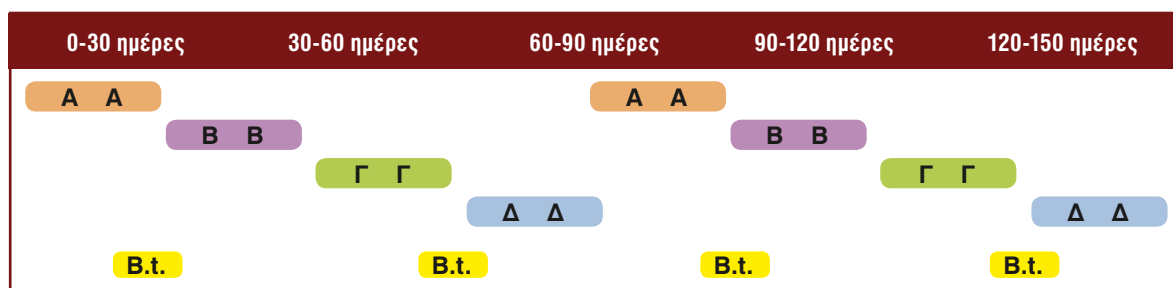 0-30 ημέρες 30-60 ημέρες 60-90 ημέρες 90-120 ημέρες 120-150 ημέρες
Α Α Α Α
Β Β Β Β
Γ Γ Γ Γ
Δ Δ Δ Δ
B.t. B.t. B.t. B.t.